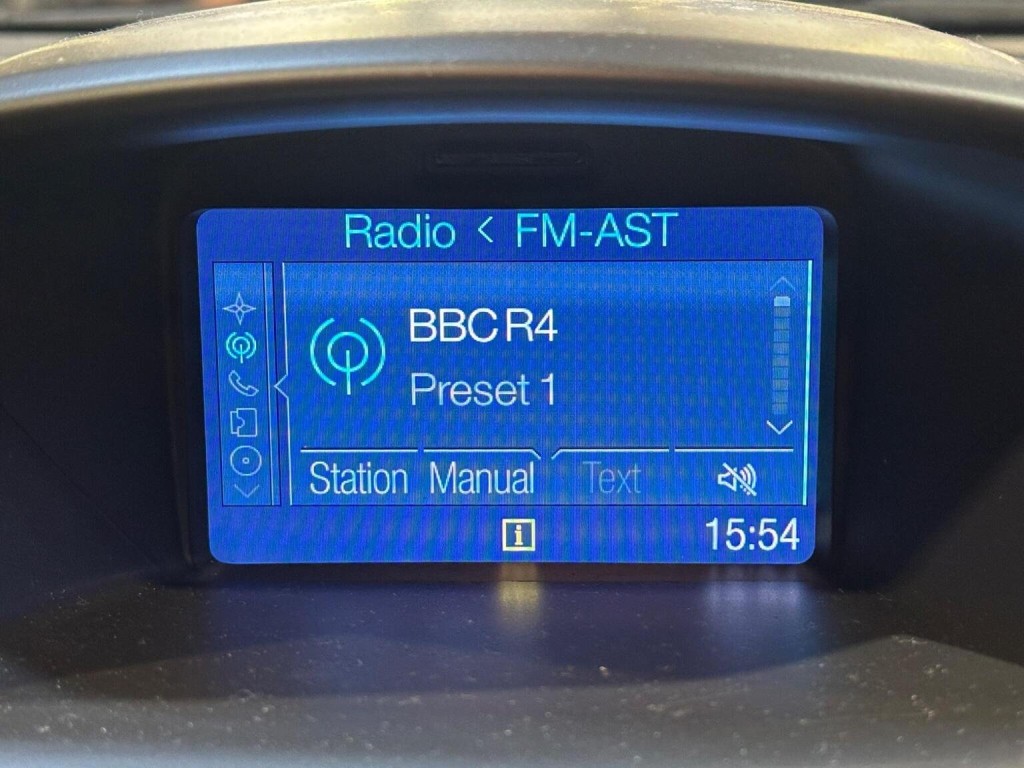 Radio < FM-AST
BBC R4
Preset 1
Station Manual Text
i
15:54